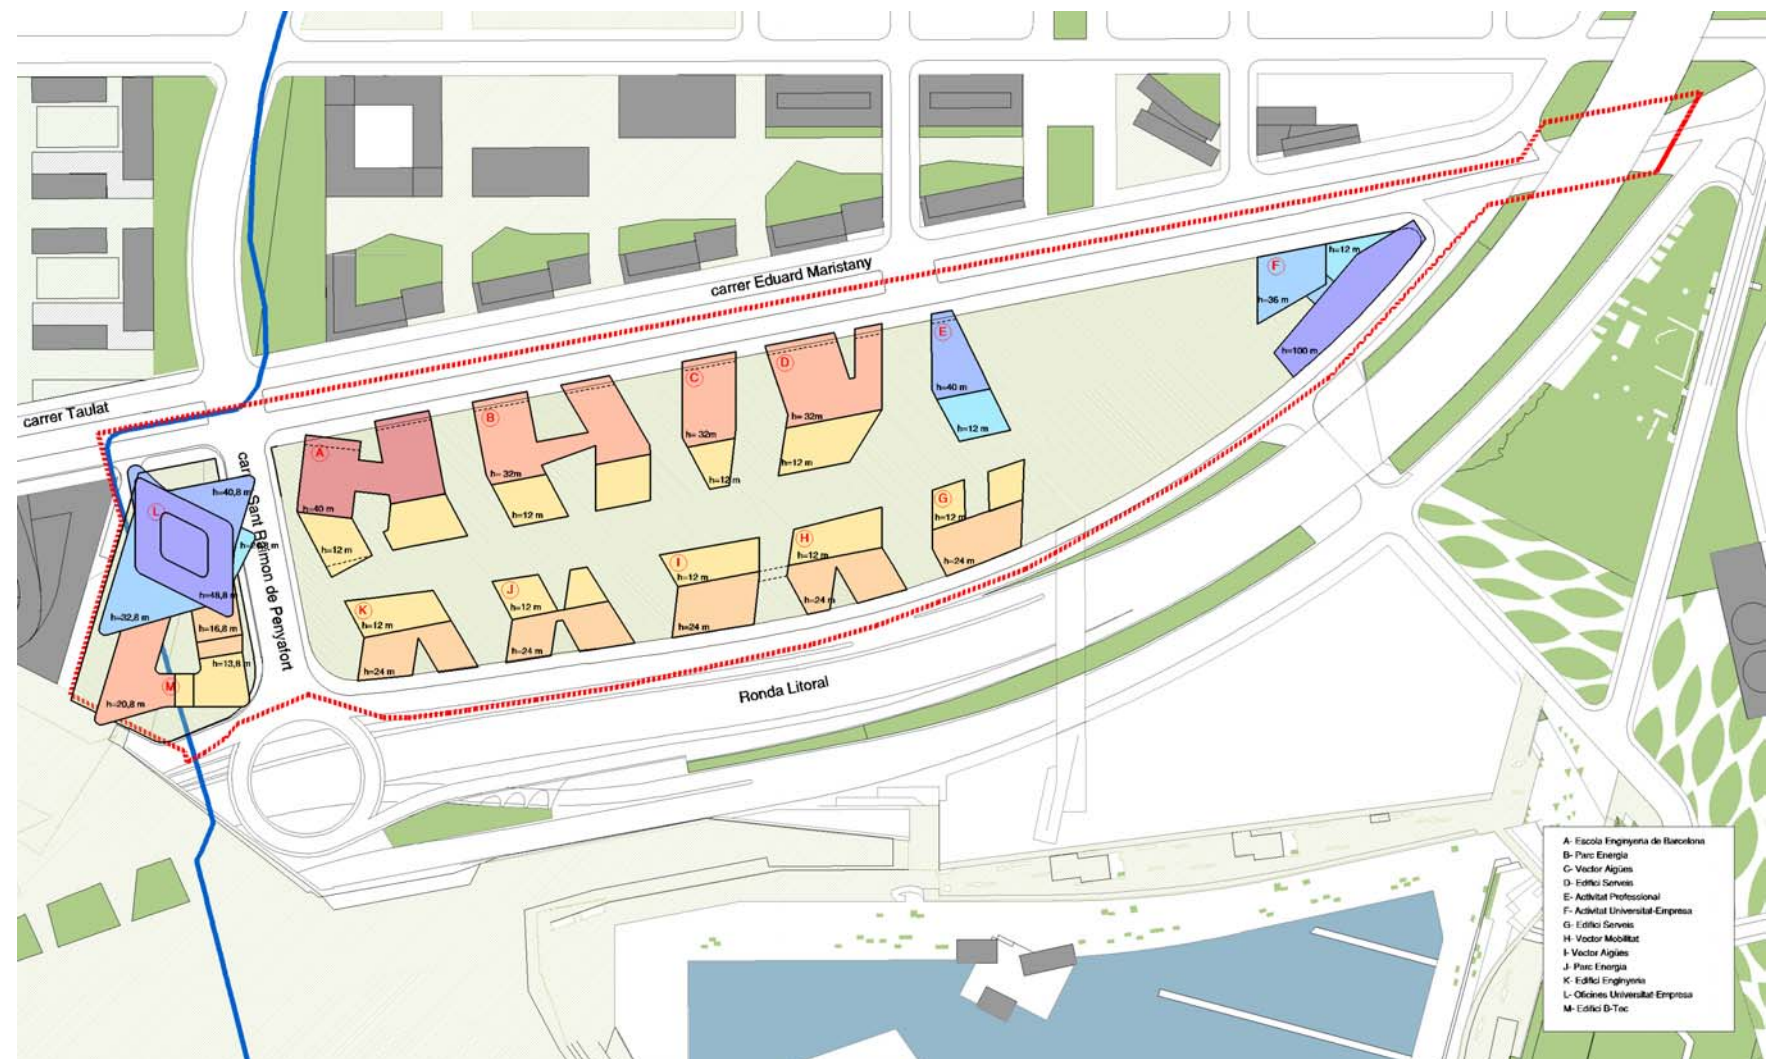 carrer Eduard Maristany
carrer Taulat
F
h=12 m
h=36 m
h=100 m
E
h=40 m
h=12 m
D
h=32m
h=12 m
C
h= 32m
h=12 m
B
h= 32m
h=12 m
A
h=40 m
h=12 m
h=40,8 m
L
h=48,8 m
h=32,8 m
h=16,8 m
h=13,8 m
M
h=20,8 m
Sant Raimon de Penyafort
G
h=12 m
h=24 m
H
h=12 m
h=24 m
I
h=12 m
h=24 m
J
h=12 m
h=24 m
K
h=12 m
h=24 m
Ronda Litoral
A- Escola Enginyeria de Barcelona
B- Parc Energia
C- Vector Aigües
D- Edifici Serveis
E- Activitat Professional
F- Activitat Universitat-Empresa
G- Edifici Serveis
H- Vector Mobilitat
I- Vector Aigües
J- Parc Energia
K- Edifici Enginyeria
L- Oficines Universitat-Empresa
M- Edifici B-Tec